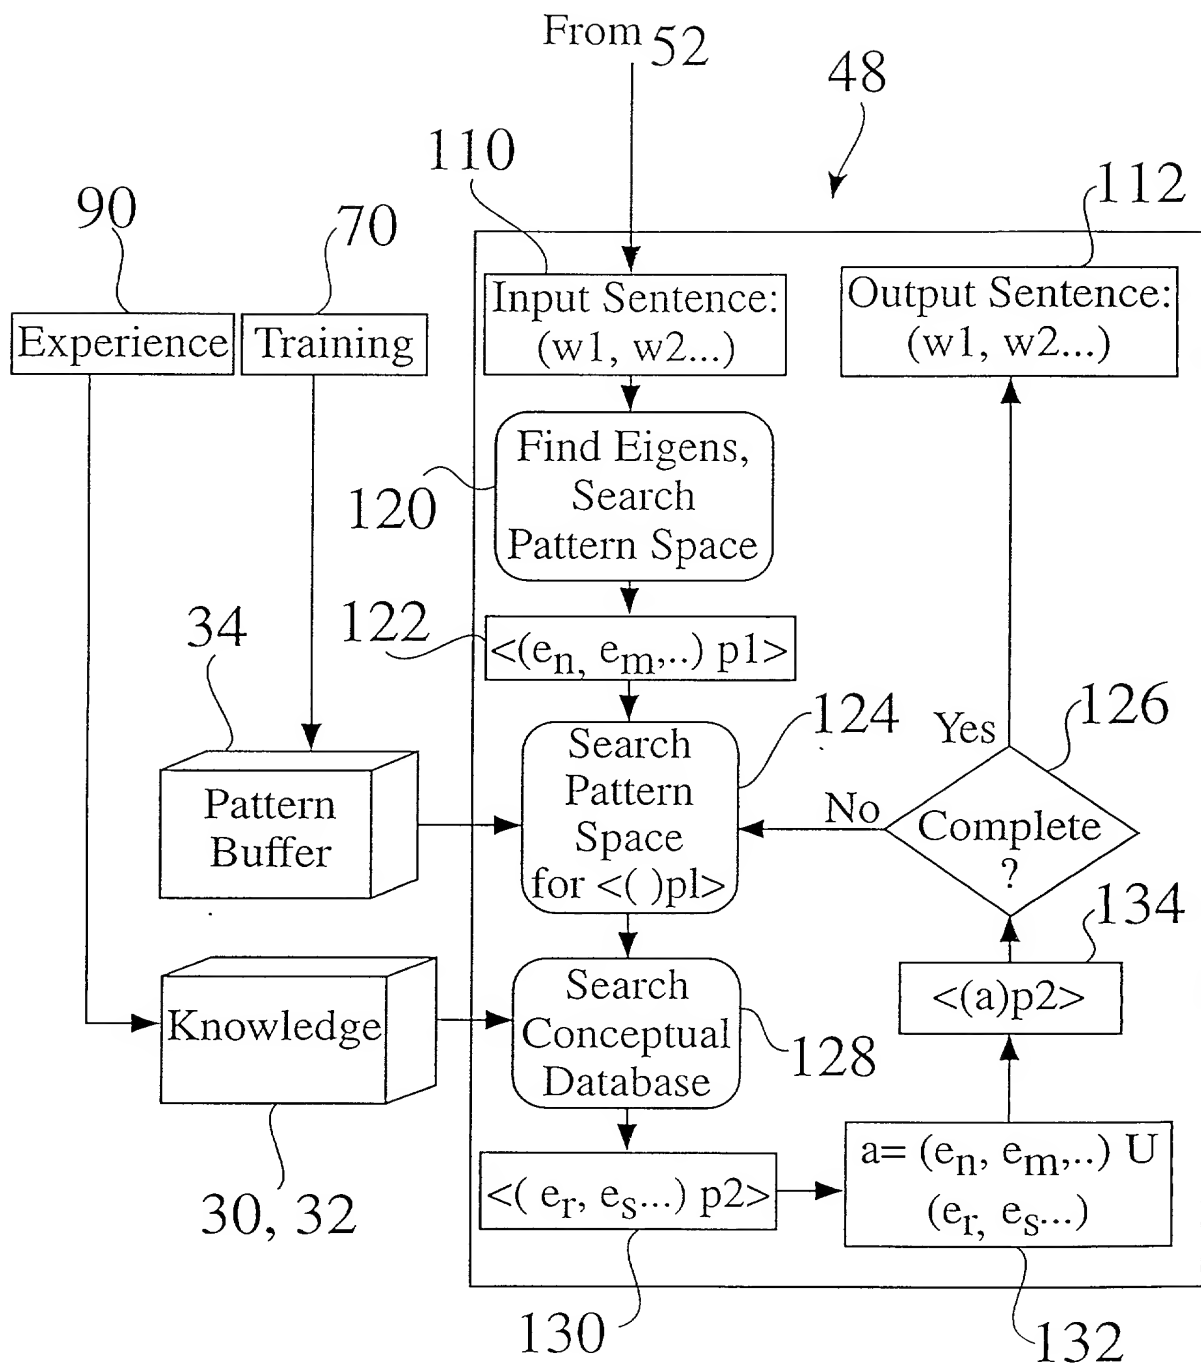 From 52
48
110
112
90
70
Input Sentence:
(w1, w2...)
Output Sentence:
(w1, w2...)
Experience
Training
Find Eigens,
Search
Pattern Space
120
122
<(en, em,..) p1>
34
124
126
Search
Pattern
Space
for <( )pl>
Yes
No
Complete
?
Pattern
Buffer
134
<(a)p2>
Search
Conceptual
Database
128
Knowledge
30, 32
<( er, es...) p2>
a= (en, em,..) U
(er, es...)
130
132